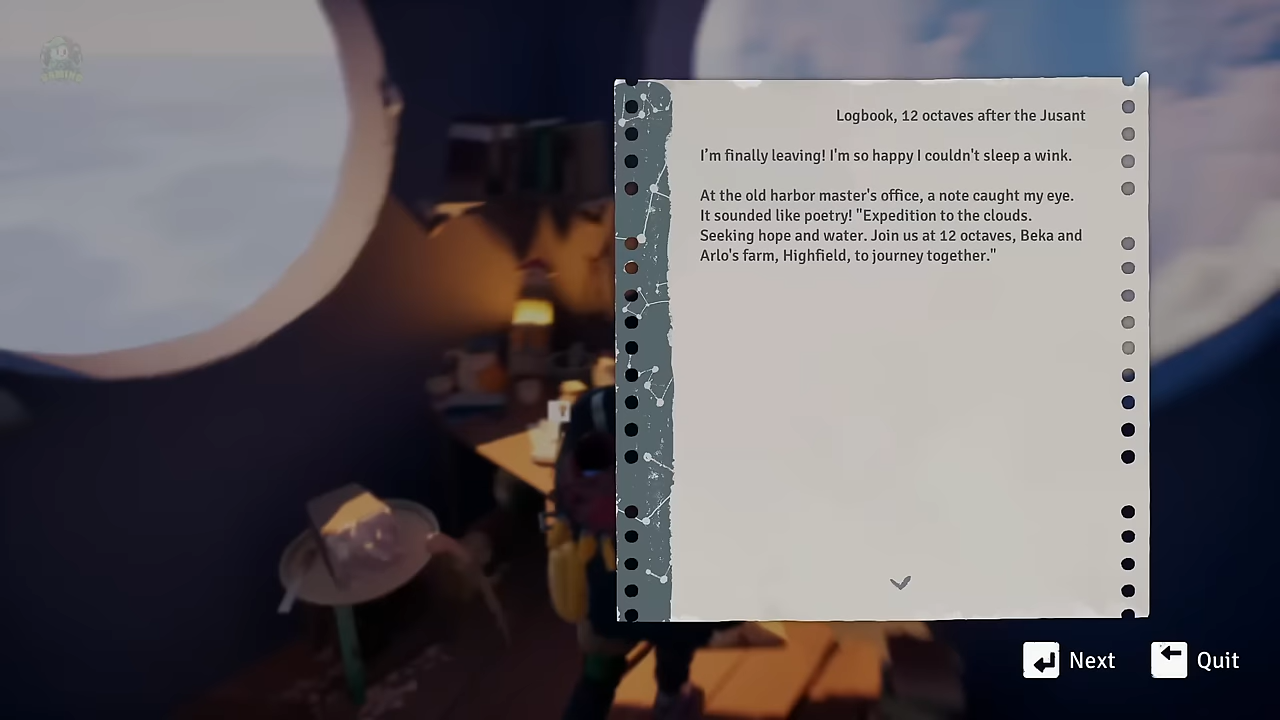 Logbook, 12 octaves after the Jusant
I'm finally leaving! I'm so happy I couldn't sleep a wink.
At the old harbor master's office, a note caught my eye.
It sounded like poetry! "Expedition to the clouds.
Seeking hope and water. Join us at 12 octaves, Beka and
Arlo's farm, Highfield, to journey together."
Next
Quit